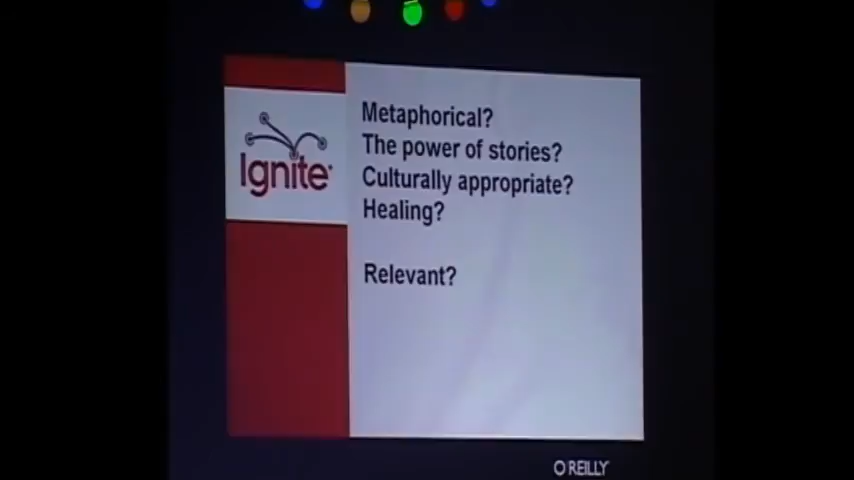 Ignite
Metaphorical?
The power of stories?
Culturally appropriate?
Healing?
Relevant?
O'REILLY